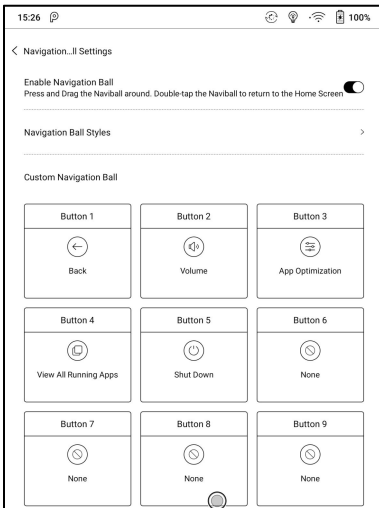 15:26 100%
Navigation...ll Settings
Enable Navigation Ball
Press and Drag the Naviball around. Double-tap the Naviball to return to the Home Screen
Navigation Ball Styles
Custom Navigation Ball
Button 1 Button 2 Button 3
Back Volume App Optimization
Button 4 Button 5 Button 6
View All Running Apps Shut Down None
Button 7 Button 8 Button 9
None None None